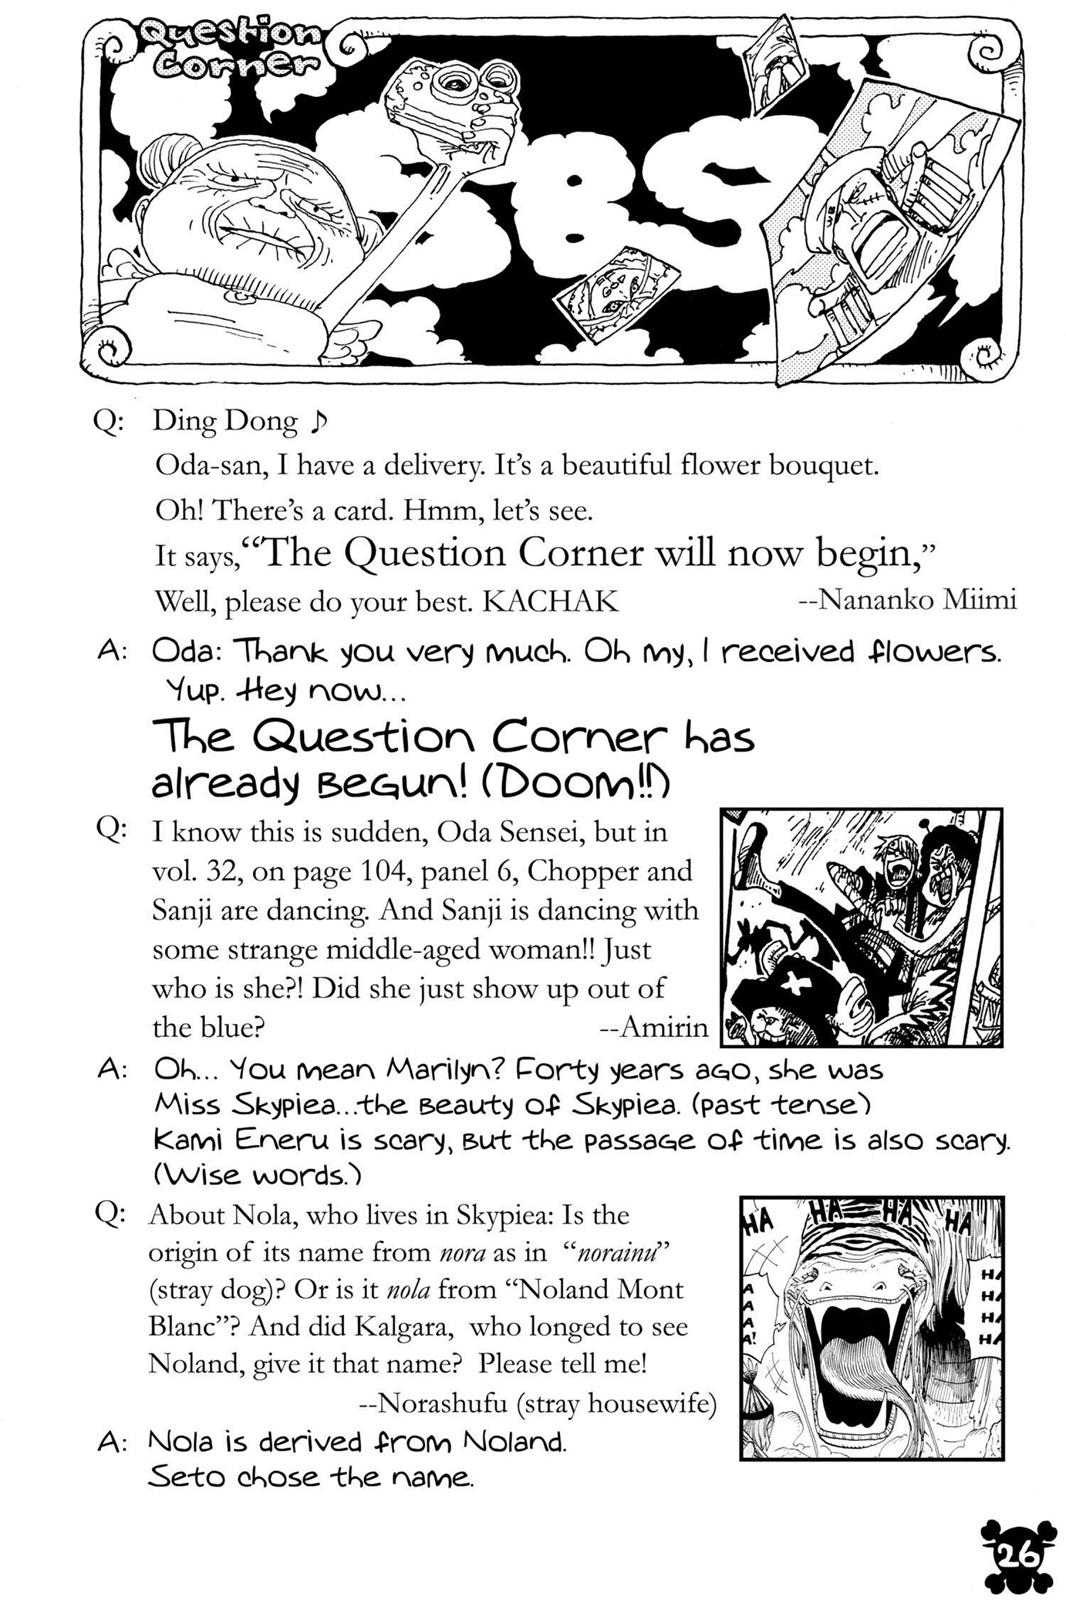 Question
Corner
SBS
Q: Ding Dong ♪
Oda-san, I have a delivery. It's a beautiful flower bouquet.
Oh! There's a card. Hmm, let's see.
It says, “The Question Corner will now begin,”
Well, please do your best. KACHAK --Nananko Miimi
A: Oda: Thank you very much. Oh my, I received flowers.
Yup. Hey now...
The Question Corner has
already begun! (Doom!!)
Q: I know this is sudden, Oda Sensei, but in
vol. 32, on page 104, panel 6, Chopper and
Sanji are dancing. And Sanji is dancing with
some strange middle-aged woman!! Just
who is she?! Did she just show up out of
the blue? --Amirin
A: Oh... You mean Marilyn? Forty years ago, she was
Miss Skypiea...the beauty of Skypiea. (past tense)
Kami Eneru is scary, but the passage of time is also scary.
(Wise words.)
Q: About Nola, who lives in Skypiea: Is the
origin of its name from nora as in “norainu”
(stray dog)? Or is it nola from “Noland Mont
Blanc”? And did Kalgara, who longed to see
Noland, give it that name? Please tell me!
--Norashufu (stray housewife)
HA HA HA HA
HA
HA
HA
HA
A
A
A
A!
A: Nola is derived from Noland.
Seto chose the name.
26